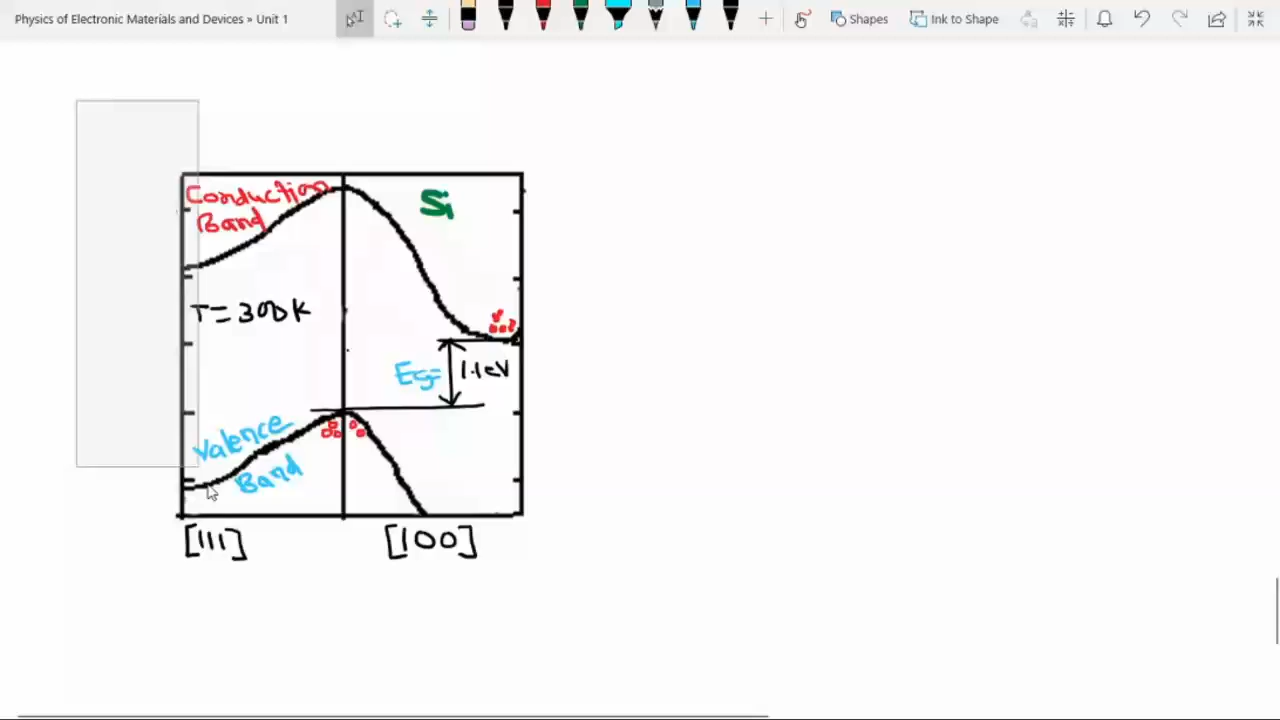 Physics of Electronic Materials and Devices » Unit 1
Shapes
Ink to Shape
Conduction
Band
Si
T = 300K
Eg=
1.1eV
Valence
Band
[111]
[100]